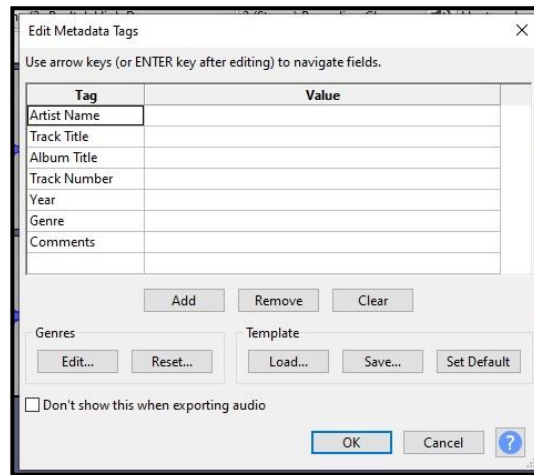 Edit Metadata Tags
Use arrow keys (or ENTER key after editing) to navigate fields.
Tag Value
Artist Name
Track Title
Album Title
Track Number
Year
Genre
Comments
Add Remove Clear
Genres Template
Edit... Reset... Load... Save... Set Default
Don't show this when exporting audio
OK Cancel ?